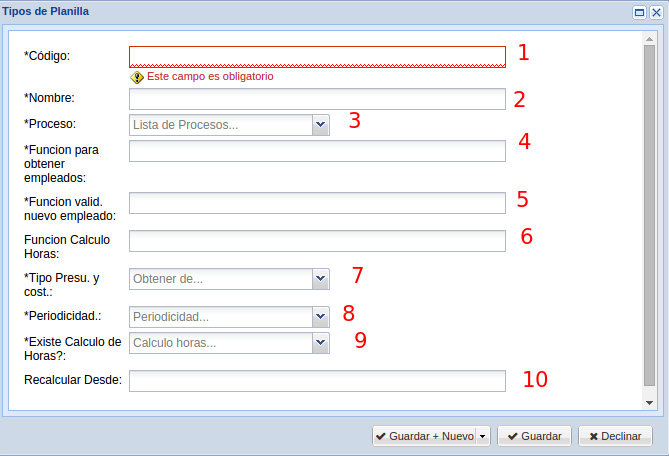 Tipos de Planilla
*Código: 1
Este campo es obligatorio
*Nombre: 2
*Proceso: Lista de Procesos... 3
*Funcion para
obtener
empleados: 4
*Funcion valid.
nuevo empleado: 5
Funcion Calculo
Horas: 6
*Tipo Presu. y
cost.: Obtener de... 7
*Periodicidad.: Periodicidad... 8
*Existe Calculo de
Horas?: Calculo horas... 9
Recalcular Desde: 10
Guardar + Nuevo Guardar Declinar